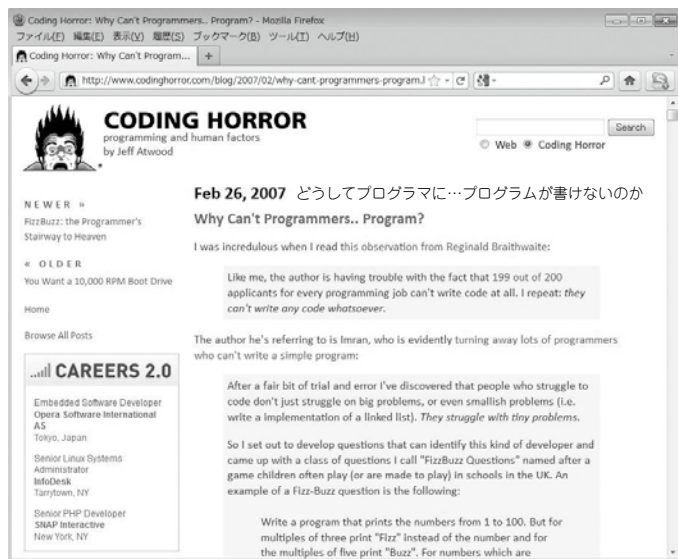 Coding Horror: Why Can't Programmers.. Program? - Mozilla Firefox
ファイル(F) 編集(E) 表示(V) 履歴(S) ブックマーク(B) ツール(T) ヘルプ(H)
Coding Horror: Why Can't Program... +
http://www.codinghorror.com/blog/2007/02/why-cant-programmers-program.l
CODING HORROR
programming and human factors
by Jeff Atwood
Search
Web Coding Horror
NEWER »
FizzBuzz: the Programmer's
Stairway to Heaven
« OLDER
You Want a 10,000 RPM Boot Drive
Home
Browse All Posts
CAREERS 2.0
Embedded Software Developer
Opera Software International
AS
Tokyo, Japan
Senior Linux Systems
Administrator
InfoDesk
Tarrytown, NY
Senior PHP Developer
SNAP Interactive
New York, NY
Feb 26, 2007 どうしてプログラマに…プログラムが書けないのか
Why Can't Programmers.. Program?
I was incredulous when I read this observation from Reginald Braithwaite:
Like me, the author is having trouble with the fact that 199 out of 200
applicants for every programming job can't write code at all. I repeat: they
can't write any code whatsoever.
The author he's referring to is Imran, who is evidently turning away lots of programmers
who can't write a simple program:
After a fair bit of trial and error I've discovered that people who struggle to
code don't just struggle on big problems, or even smallish problems (i.e.
write a implementation of a linked list). They struggle with tiny problems.
So I set out to develop questions that can identify this kind of developer and
came up with a class of questions I call "FizzBuzz Questions" named after a
game children often play (or are made to play) in schools in the UK. An
example of a Fizz-Buzz question is the following:
Write a program that prints the numbers from 1 to 100. But for
multiples of three print "Fizz" instead of the number and for
the multiples of five print "Buzz". For numbers which are